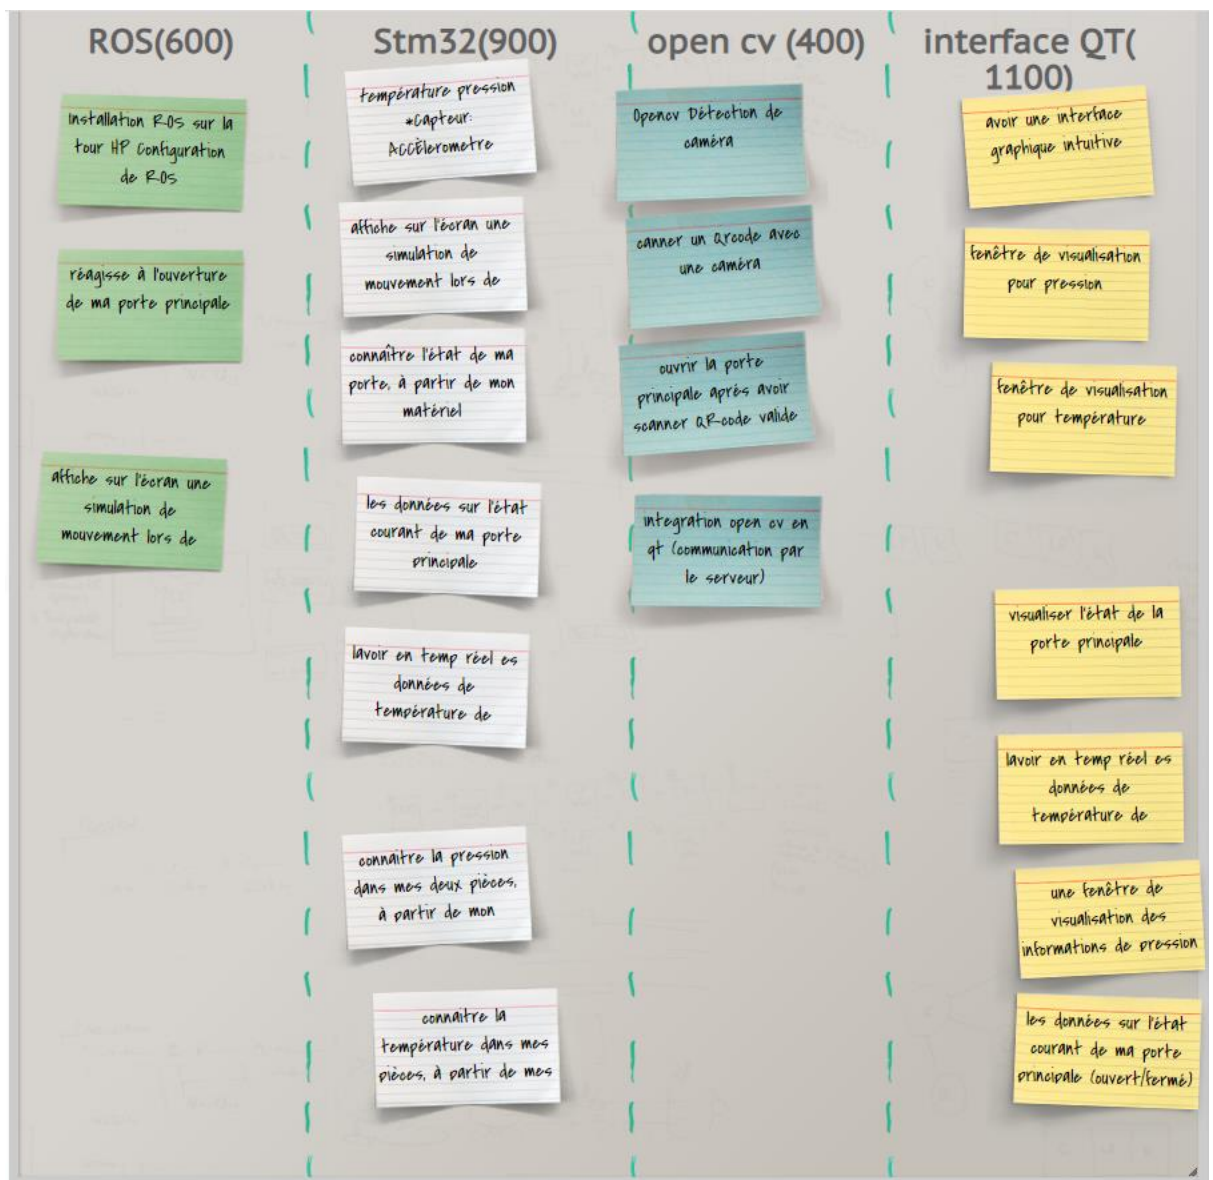 ROS(600)
Installation ROS sur la
tour HP Configuration
de ROS
réagisse à l'ouverture
de ma porte principale
affiche sur l'écran une
simulation de
mouvement lors de
Stm32(900)
température pression
*Capteur:
ACCÉlerometre
affiche sur l'écran une
simulation de
mouvement lors de
connaître l'état de ma
porte, à partir de mon
matériel
les données sur l'état
courant de ma porte
principale
lavoir en temp réel es
données de
température de
connaitre la pression
dans mes deux pièces,
à partir de mon
connaitre la
température dans mes
pièces, à partir de mes
open cv (400)
Opencv Détection de
caméra
canner un Qrcode avec
une caméra
ouvrir la porte
principale après avoir
scanner QR-code valide
integration open cv en
qt (communication par
le serveur)
interface QT(
1100)
avoir une interface
graphique intuitive
fenêtre de visualisation
pour pression
fenêtre de visualisation
pour température
visualiser l'état de la
porte principale
lavoir en temp réel es
données de
température de
une fenêtre de
visualisation des
informations de pression
les données sur l'état
courant de ma porte
principale (ouvert/fermé)